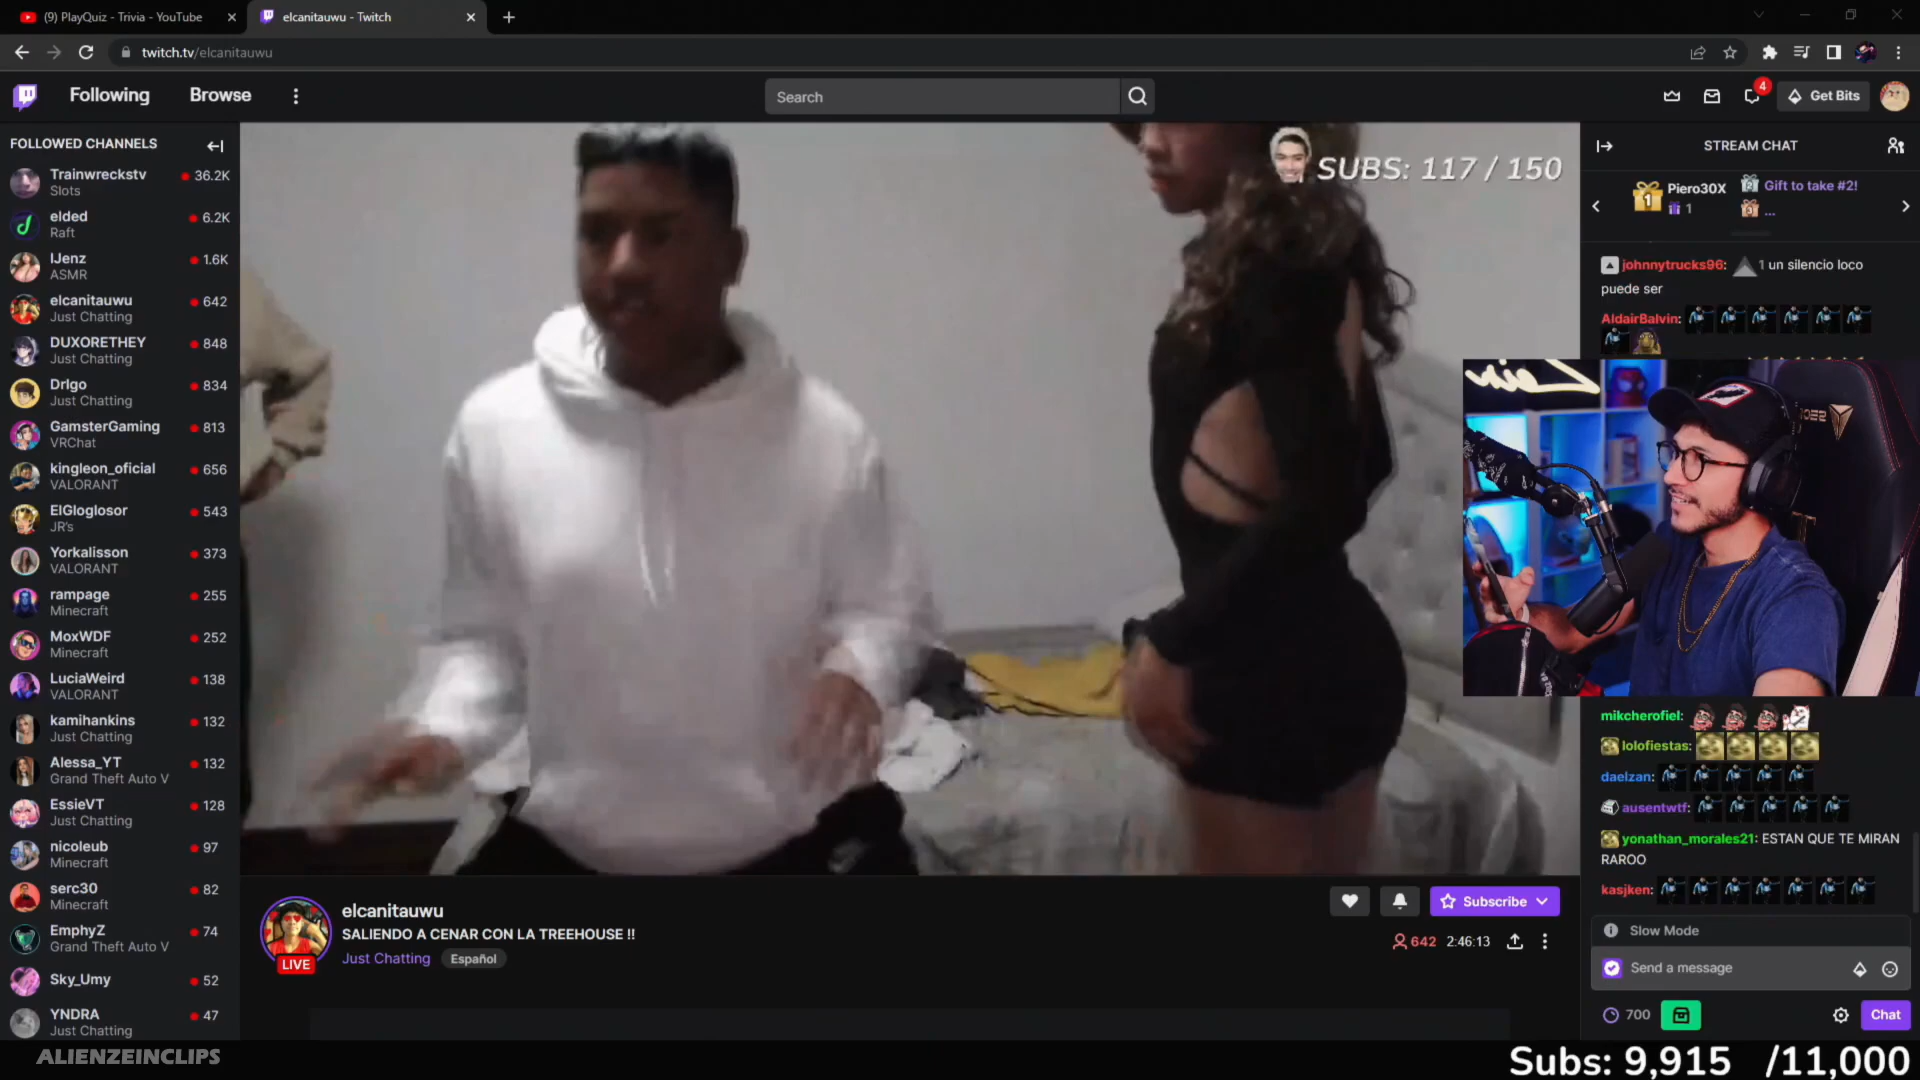 (9) PlayQuiz - Trivia - YouTube
elcanitauwu - Twitch
twitch.tv/elcanitauwu
Following
Browse
Search
4
Get Bits
FOLLOWED CHANNELS
Trainwreckstv
36.2K
Slots
elded
6.2K
Raft
IJenz
1.6K
ASMR
elcanitauwu
642
Just Chatting
DUXORETHEY
848
Just Chatting
DrIgo
834
Just Chatting
GamsterGaming
813
VRChat
kingleon_oficial
656
VALORANT
ElGloglosor
543
JR's
Yorkalisson
373
VALORANT
rampage
255
Minecraft
MoxWDF
252
Minecraft
LuciaWeird
138
VALORANT
kamihankins
132
Just Chatting
Alessa_YT
132
Grand Theft Auto V
EssieVT
128
Just Chatting
nicoleub
97
Minecraft
serc30
82
Minecraft
EmphyZ
74
Grand Theft Auto V
Sky_Umy
52
YNDRA
47
Just Chatting
ALIENZEINCLIPS
SUBS: 117 / 150
elcanitauwu
SALIENDO A CENAR CON LA TREEHOUSE !!
LIVE
Just Chatting
Español
Subscribe
642
2:46:13
STREAM CHAT
1
Piero30X
1
Gift to take #2!
...
johnnytrucks96: 1 un silencio loco
puede ser
AldairBalvin:
mikcherofiel:
lolofiestas:
daelzan:
ausentwtf:
yonathan_morales21: ESTAN QUE TE MIRAN
RAROO
kasjken:
Slow Mode
Send a message
700
Chat
Subs: 9,915 /11,000